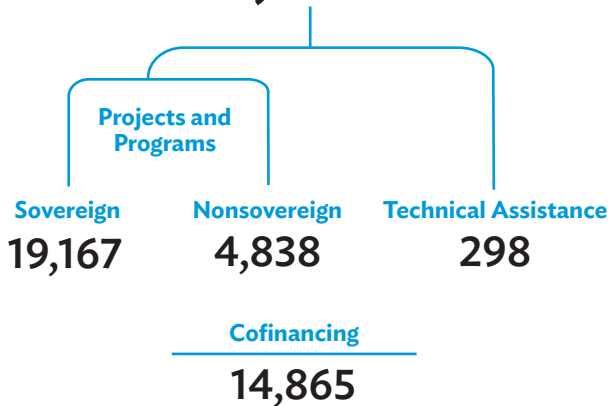 Projects and
Programs
Sovereign Nonsovereign Technical Assistance
19,167 4,838 298
Cofinancing
14,865